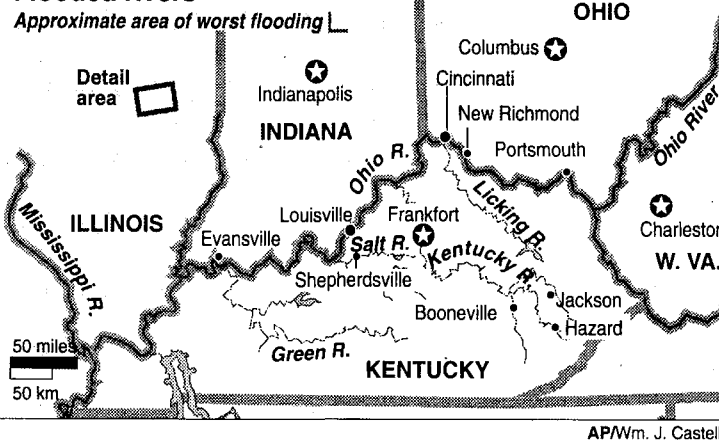 Approximate area of worst flooding
OHIO
Columbus
Detail
area
Indianapolis
INDIANA
Cincinnati
New Richmond
Portsmouth
Ohio River
Ohio R.
Licking R.
Mississippi R.
ILLINOIS
Louisville
Frankfort
Evansville
Salt R.
Kentucky R.
Shepherdsville
Charleston
W. VA.
Booneville
Jackson
Hazard
50 miles
50 km
Green R.
KENTUCKY
AP/Wm. J. Castell